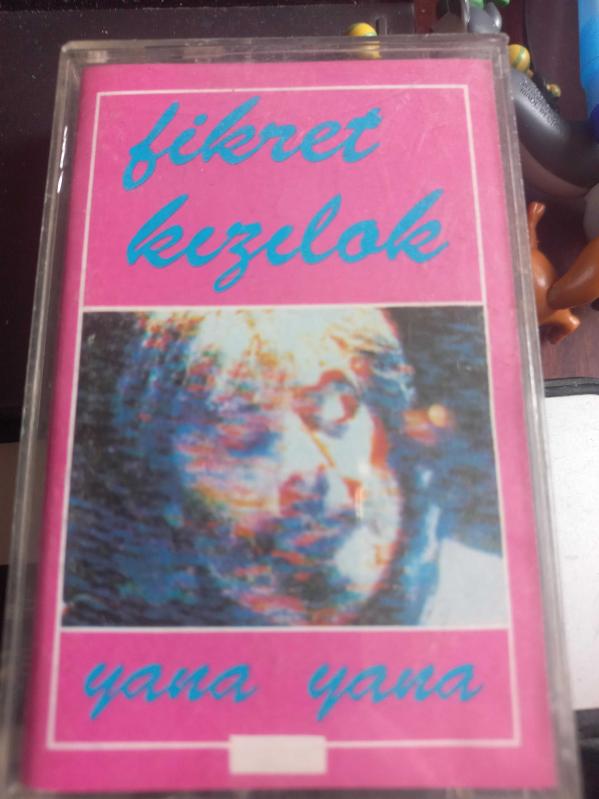 fikret
kızılok
yana yana